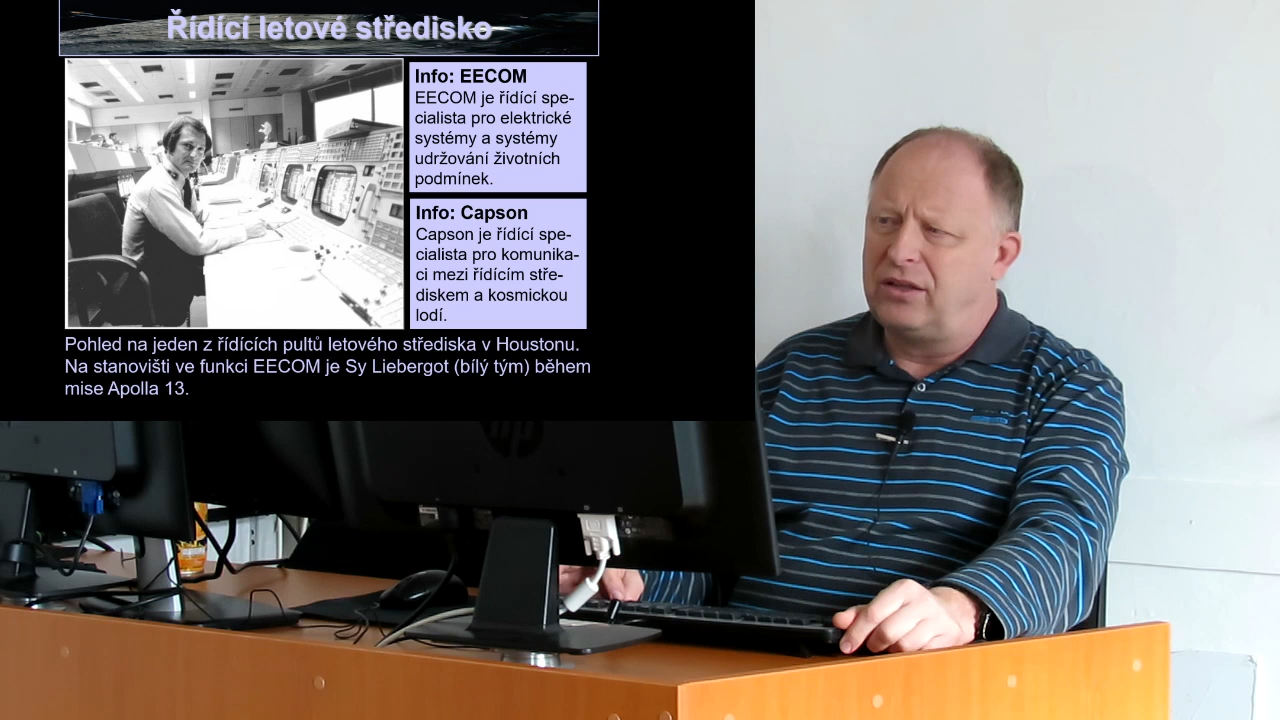 Řídící letové středisko
Info: EECOM
EECOM je řídící spe-
cialista pro elektrické
systémy a systémy
udržování životních
podmínek.
Info: Capson
Capson je řídící spe-
cialista pro komunika-
ci mezi řídícím stře-
diskem a kosmickou
lodí.
Pohled na jeden z řídících pultů letového střediska v Houstonu.
Na stanovišti ve funkci EECOM je Sy Liebergot (bílý tým) během
mise Apolla 13.
hp